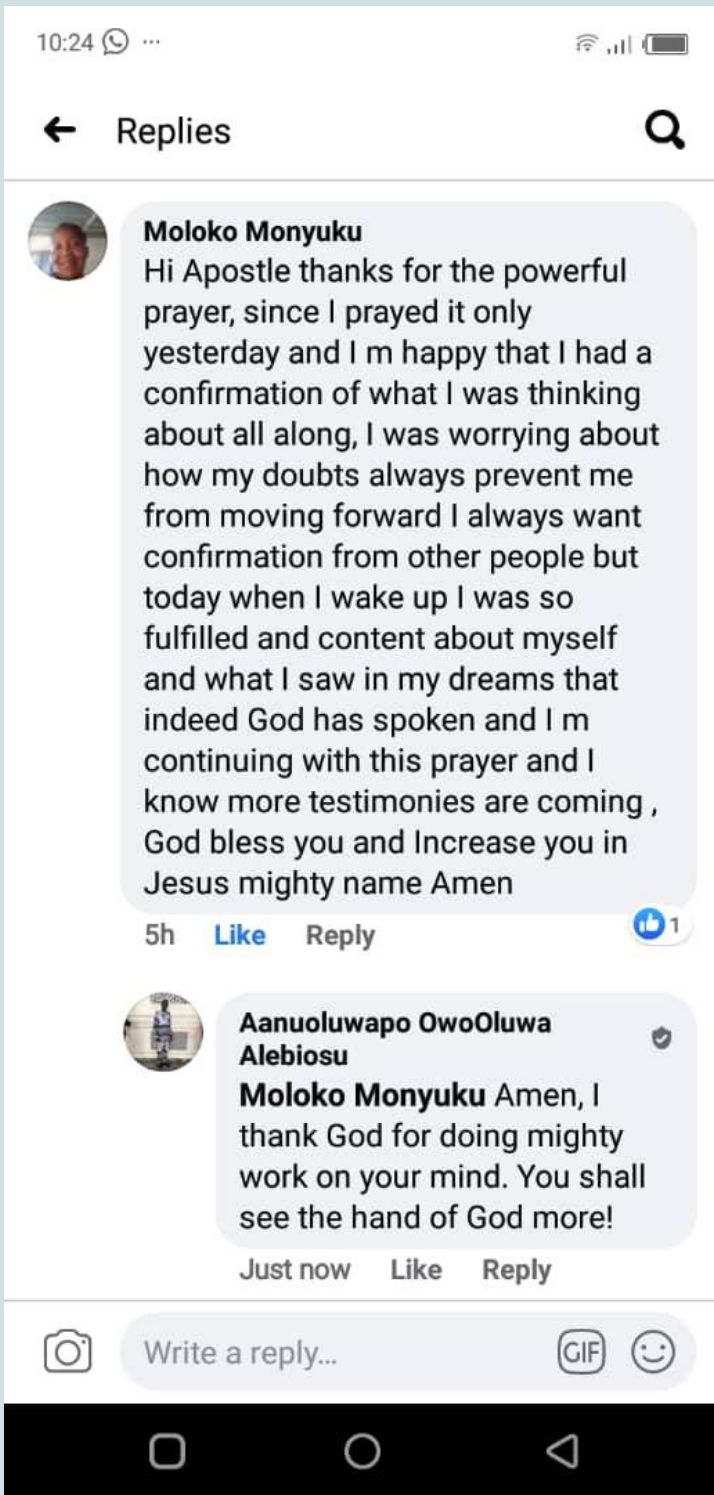 10:24 ...
Replies
Moloko Monyuku
Hi Apostle thanks for the powerful
prayer, since I prayed it only
yesterday and I m happy that I had a
confirmation of what I was thinking
about all along, I was worrying about
how my doubts always prevent me
from moving forward I always want
confirmation from other people but
today when I wake up I was so
fulfilled and content about myself
and what I saw in my dreams that
indeed God has spoken and I m
continuing with this prayer and I
know more testimonies are coming ,
God bless you and Increase you in
Jesus mighty name Amen
5h Like Reply 1
Aanuoluwapo OwoOluwa
Alebiosu
Moloko Monyuku Amen, I
thank God for doing mighty
work on your mind. You shall
see the hand of God more!
Just now Like Reply
Write a reply... GIF